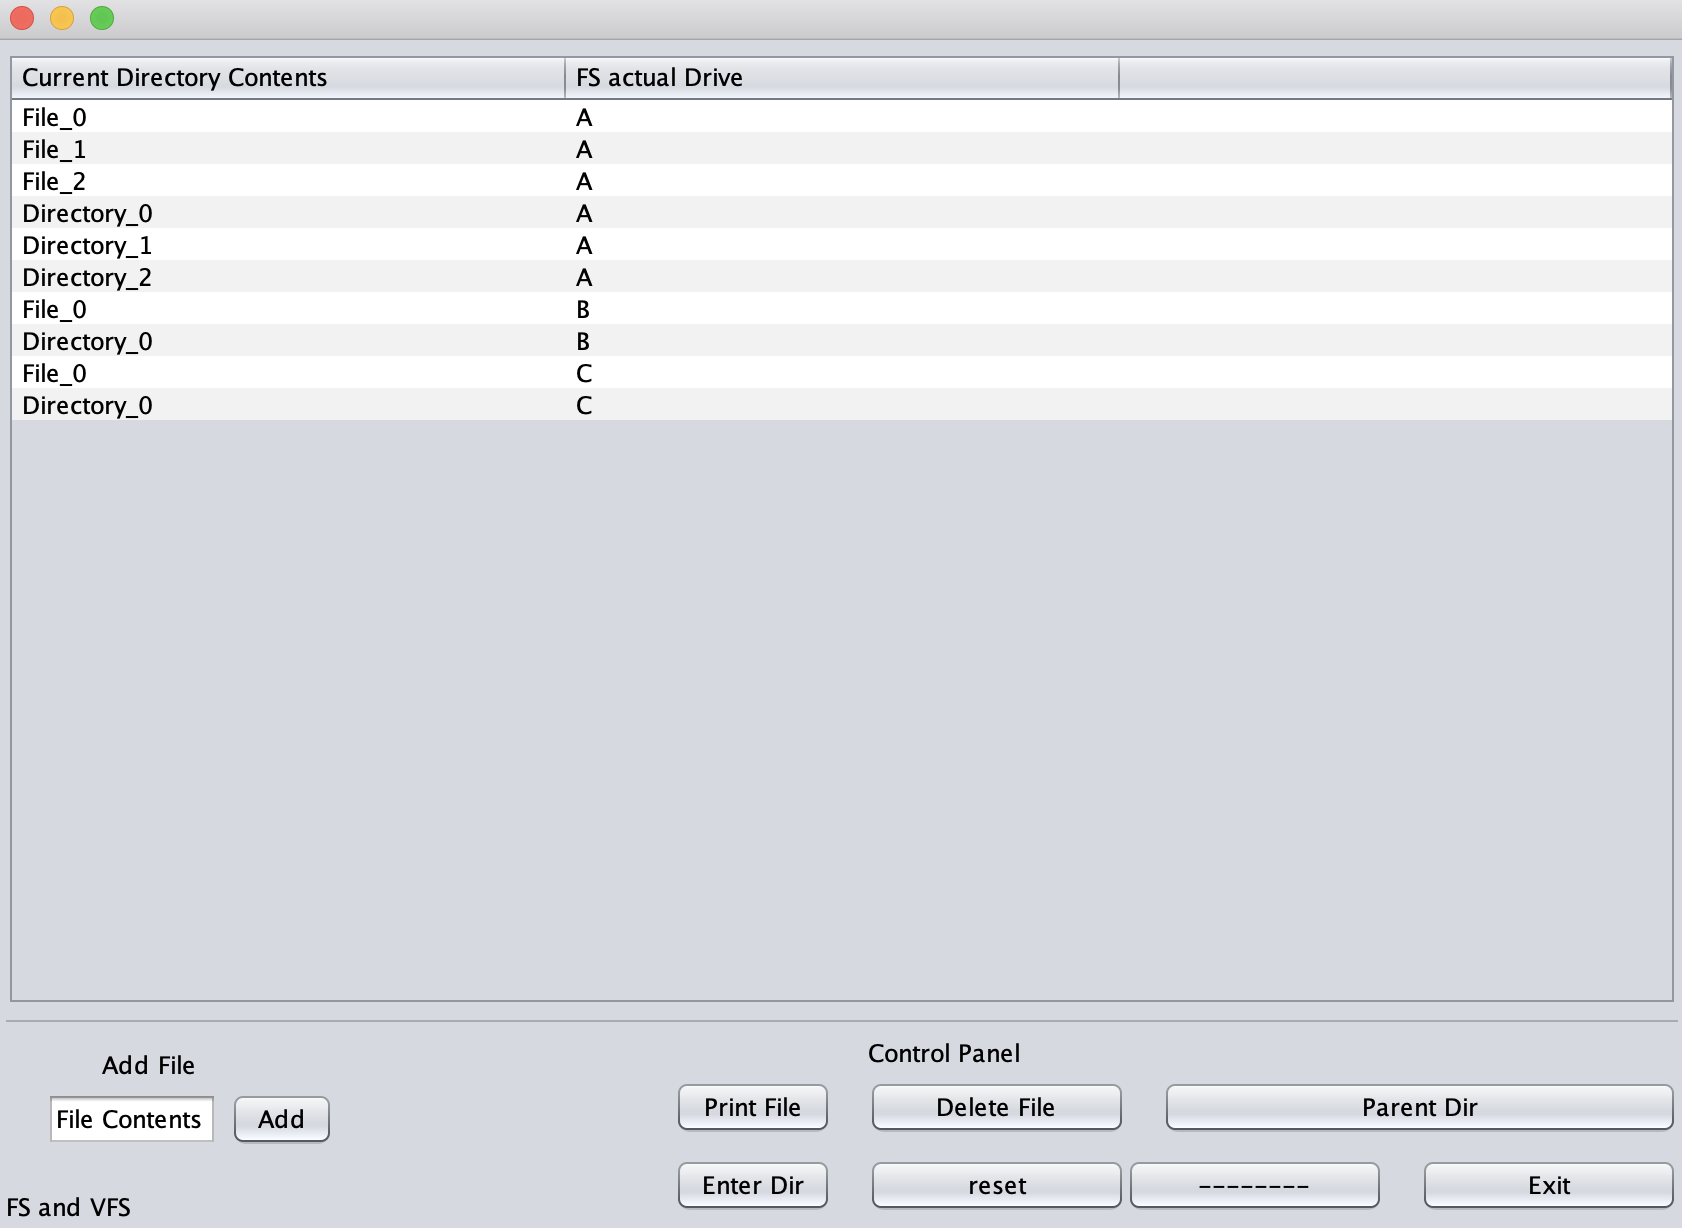 Current Directory Contents FS actual Drive
File_0 A
File_1 A
File_2 A
Directory_0 A
Directory_1 A
Directory_2 A
File_0 B
Directory_0 B
File_0 C
Directory_0 C
Add File
File Contents Add
Control Panel
Print File Delete File Parent Dir
Enter Dir reset -------- Exit
FS and VFS